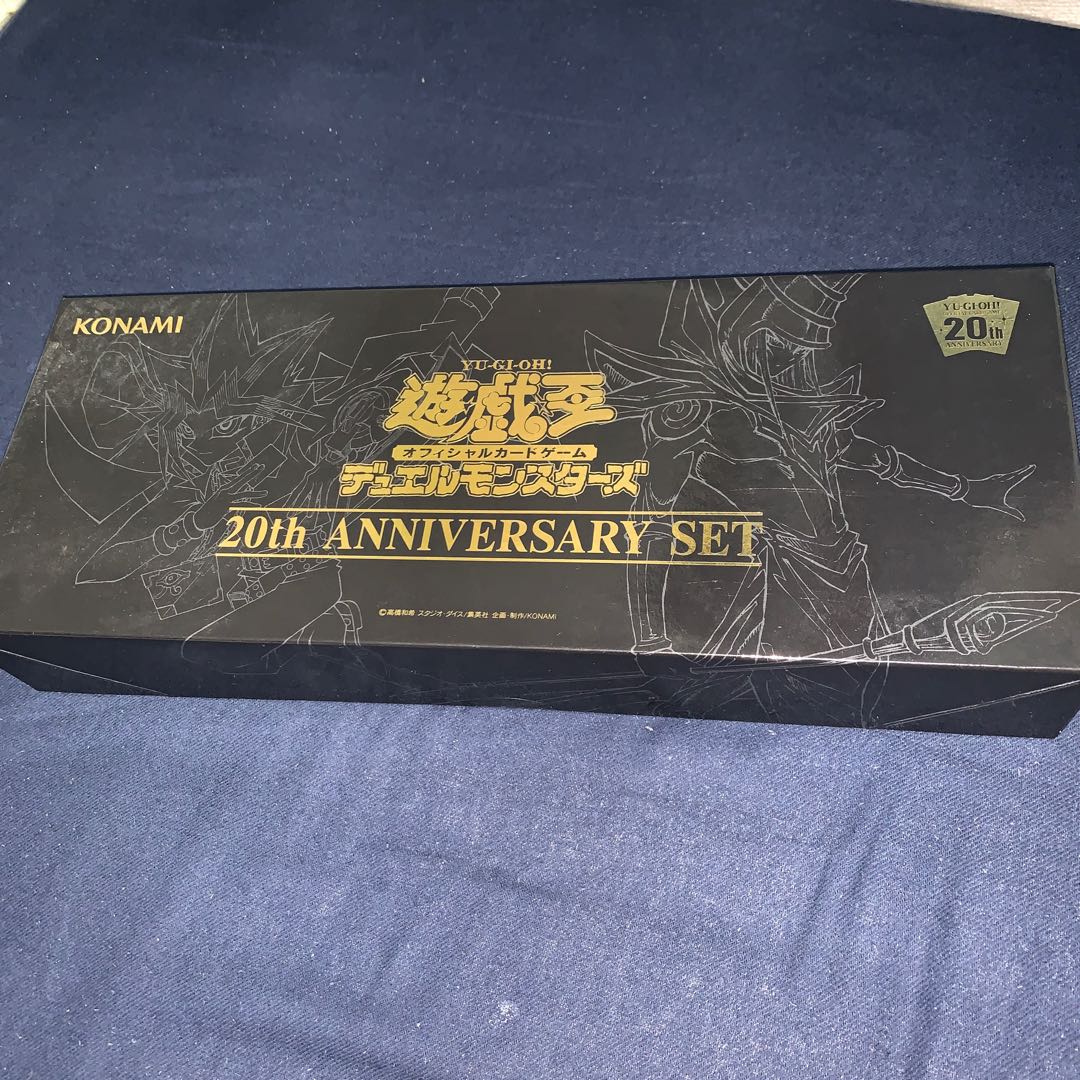 KONAMI
YU-GI-OH!
20th
ANNIVERSARY
YU-GI-OH!
遊戯王
オフィシャルカードゲーム
デュエルモンスターズ
20th ANNIVERSARY SET
©高橋和希 スタジオ・ダイス/集英社 企画・制作/KONAMI